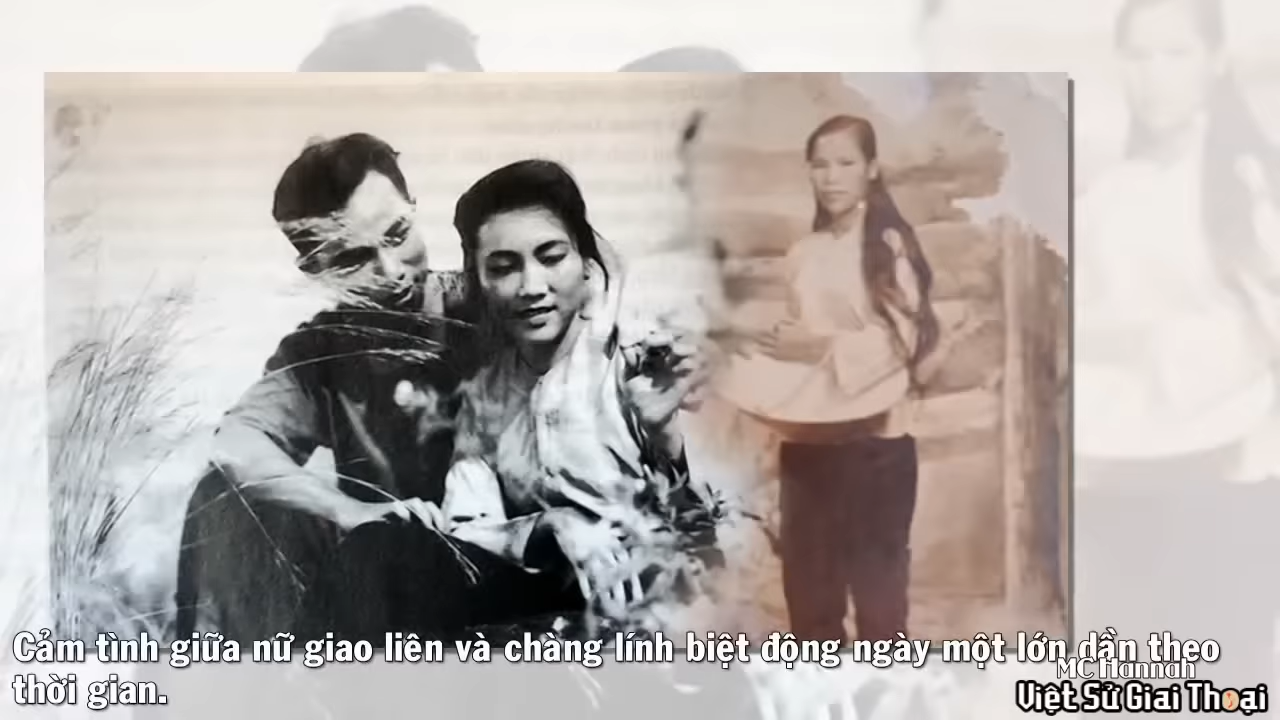 Cảm tình giữa nữ giao liên và chàng lính biệt động ngày một lớn dần theo
thời gian.
MC Hannah
Việt Sử Giai Thoại